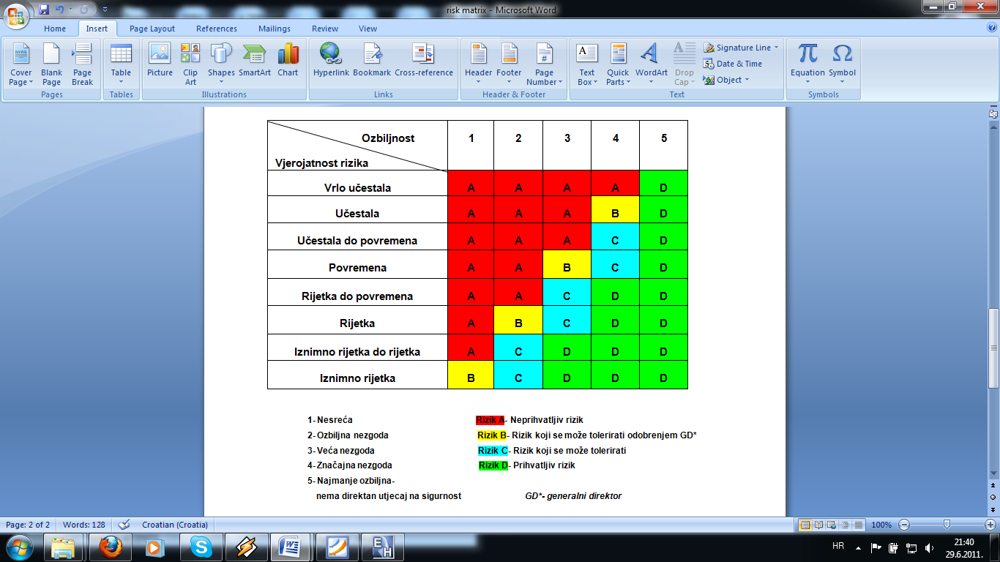 risk matrix - Microsoft Word
Home Insert Page Layout References Mailings Review View
Cover Page
Blank Page
Page Break
Table
Picture
Clip Art
Shapes
SmartArt
Chart
Hyperlink
Bookmark
Cross-reference
Header
Footer
Page Number
Text Box
Quick Parts
WordArt
Drop Cap
Signature Line
Date & Time
Object
Equation
Symbol
Pages Tables Illustrations Links Header & Footer Text Symbols
Ozbiljnost 1 2 3 4 5
Vjerojatnost rizika
Vrlo učestala A A A A D
Učestala A A A B D
Učestala do povremena A A A C D
Povremena A A B C D
Rijetka do povremena A A C D D
Rijetka A B C D D
Iznimno rijetka do rijetka A C D D D
Iznimno rijetka B C D D D
1- Nesreća Rizik A- Neprihvatljiv rizik
2- Ozbiljna nezgoda Rizik B- Rizik koji se može tolerirati odobrenjem GD*
3- Veća nezgoda Rizik C- Rizik koji se može tolerirati
4- Značajna nezgoda Rizik D- Prihvatljiv rizik
5- Najmanje ozbiljna-
nema direktan utjecaj na sigurnost GD*- generalni direktor
Page: 2 of 2 Words: 128 Croatian (Croatia) 100%
HR 21:40
29.6.2011.